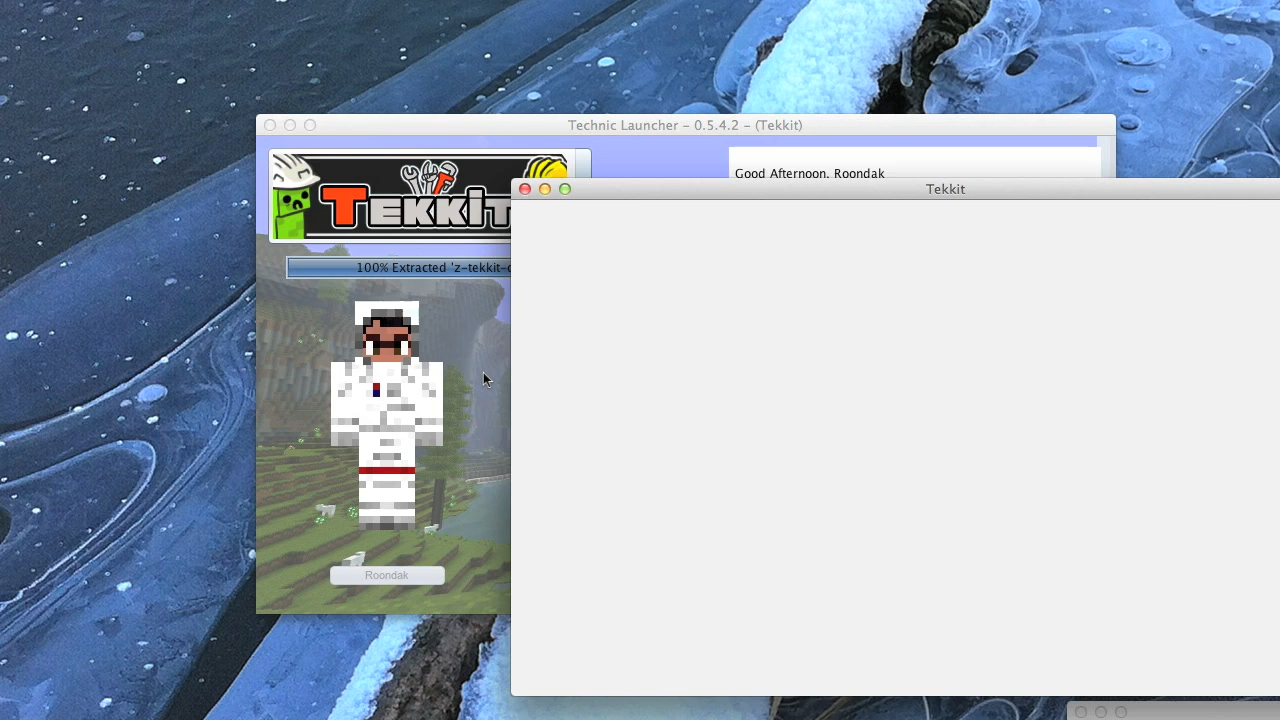 Technic Launcher – 0.5.4.2 – (Tekkit)
Good Afternoon, Roondak
Tekkit
TEKKIT
100% Extracted 'z-tekkit-
Roondak